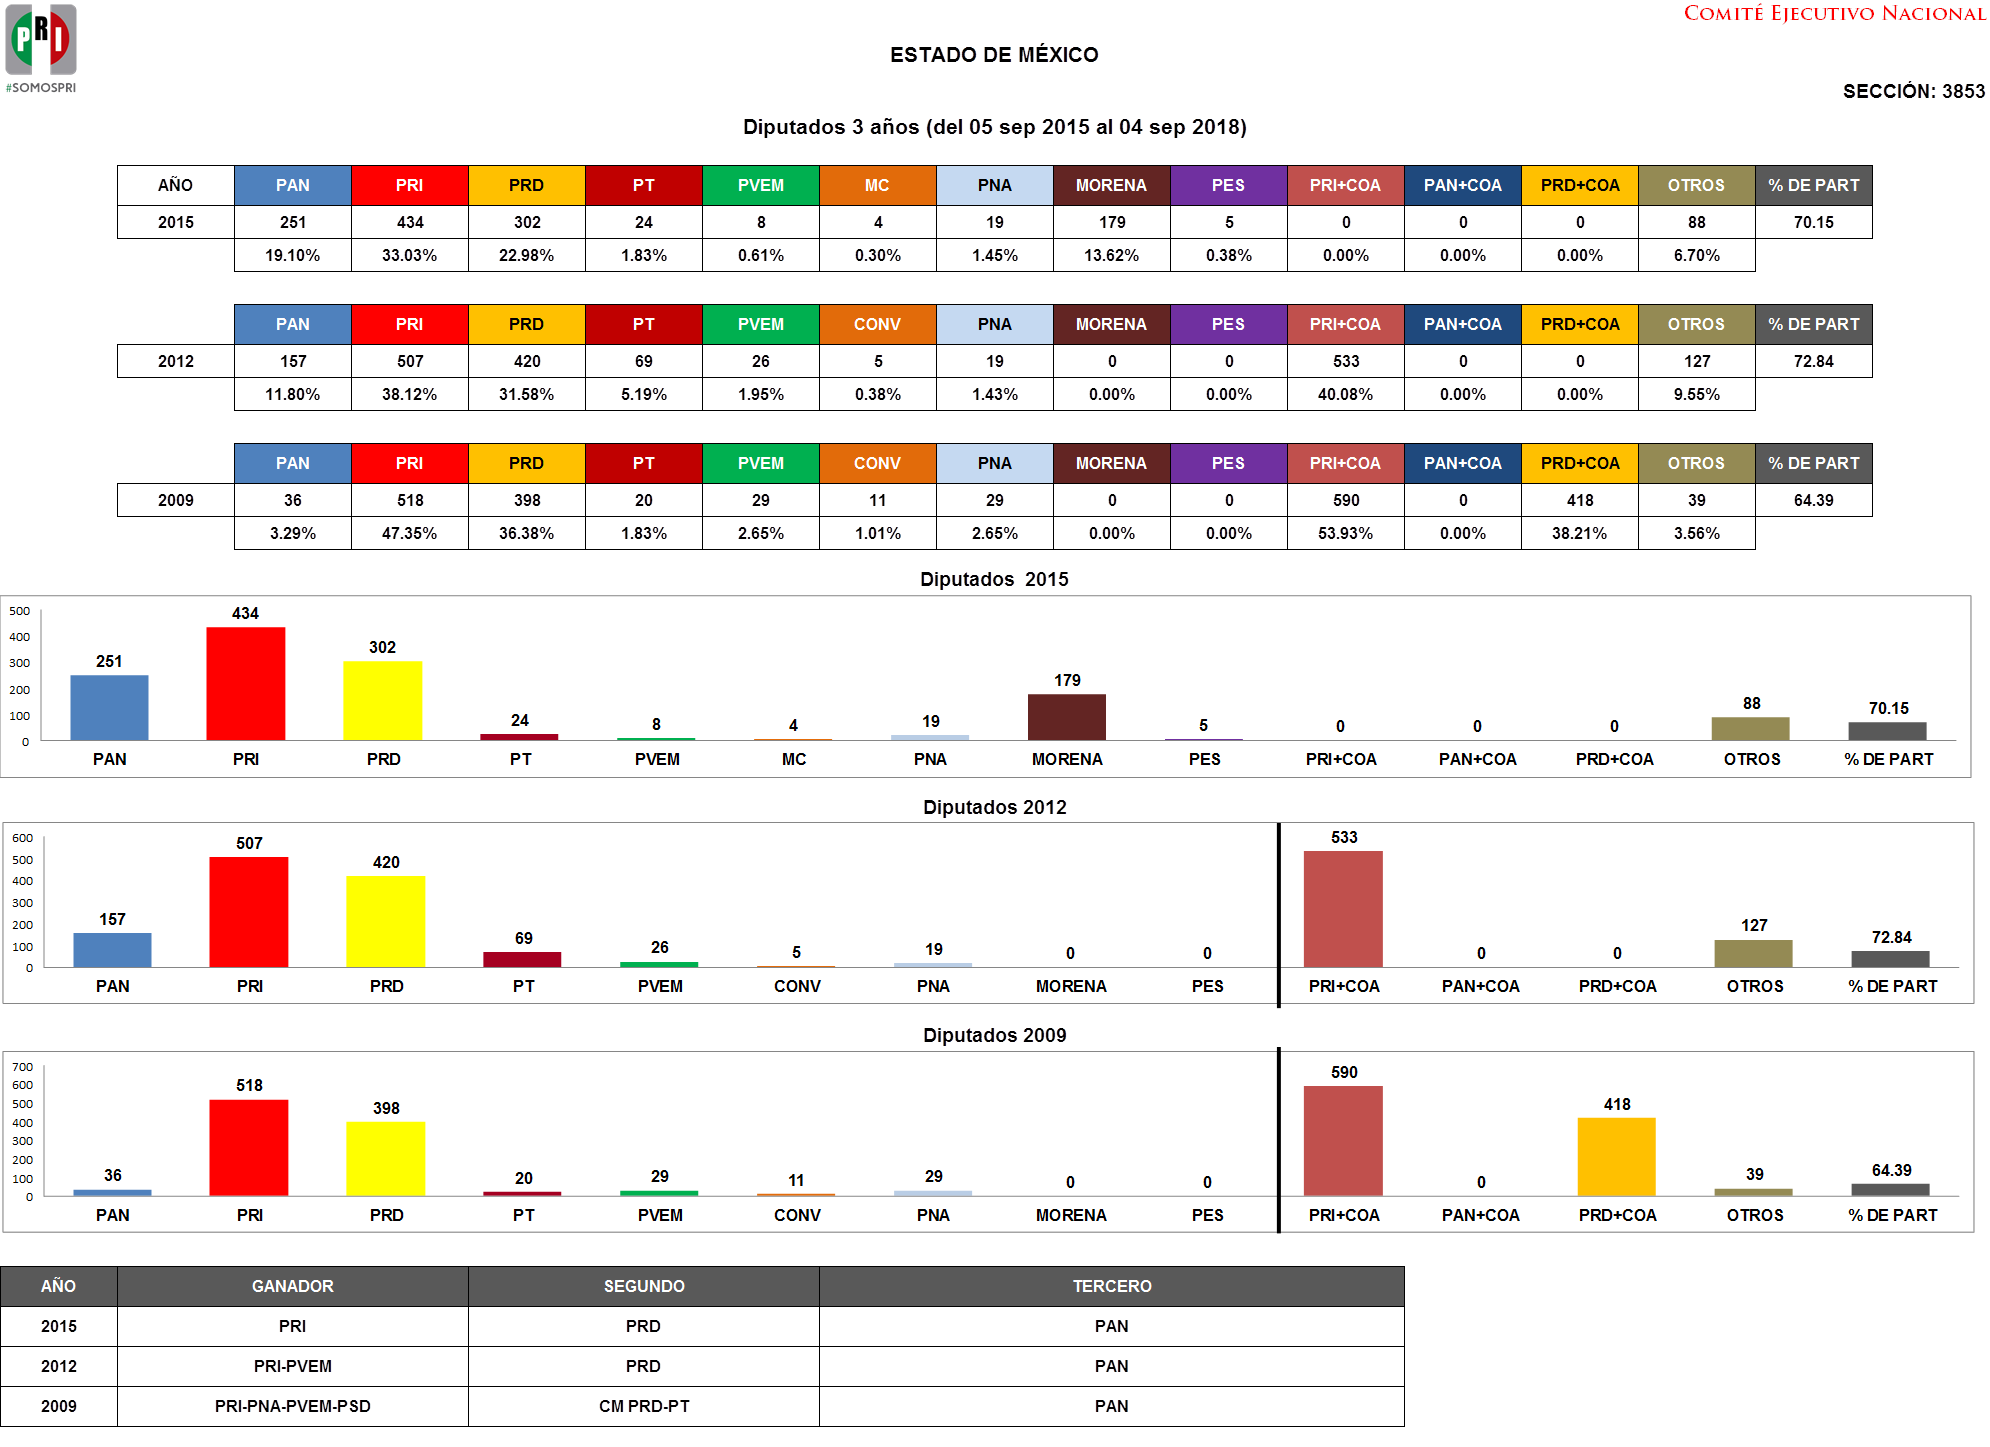 PRI
#SOMOSPRI
COMITÉ EJECUTIVO NACIONAL
ESTADO DE MÉXICO
SECCIÓN: 3853
Diputados 3 años (del 05 sep 2015 al 04 sep 2018)
AÑO PAN PRI PRD PT PVEM MC PNA MORENA PES PRI+COA PAN+COA PRD+COA OTROS % DE PART
2015 251 434 302 24 8 4 19 179 5 0 0 0 88 70.15
19.10% 33.03% 22.98% 1.83% 0.61% 0.30% 1.45% 13.62% 0.38% 0.00% 0.00% 0.00% 6.70%
PAN PRI PRD PT PVEM CONV PNA MORENA PES PRI+COA PAN+COA PRD+COA OTROS % DE PART
2012 157 507 420 69 26 5 19 0 0 533 0 0 127 72.84
11.80% 38.12% 31.58% 5.19% 1.95% 0.38% 1.43% 0.00% 0.00% 40.08% 0.00% 0.00% 9.55%
PAN PRI PRD PT PVEM CONV PNA MORENA PES PRI+COA PAN+COA PRD+COA OTROS % DE PART
2009 36 518 398 20 29 11 29 0 0 590 0 418 39 64.39
3.29% 47.35% 36.38% 1.83% 2.65% 1.01% 2.65% 0.00% 0.00% 53.93% 0.00% 38.21% 3.56%
Diputados 2015
500
400
300
200
100
0
251 434 302 24 8 4 19 179 5 0 0 0 88 70.15
PAN PRI PRD PT PVEM MC PNA MORENA PES PRI+COA PAN+COA PRD+COA OTROS % DE PART
Diputados 2012
600
500
400
300
200
100
0
157 507 420 69 26 5 19 0 0 533 0 0 127 72.84
PAN PRI PRD PT PVEM CONV PNA MORENA PES PRI+COA PAN+COA PRD+COA OTROS % DE PART
Diputados 2009
700
600
500
400
300
200
100
0
36 518 398 20 29 11 29 0 0 590 0 418 39 64.39
PAN PRI PRD PT PVEM CONV PNA MORENA PES PRI+COA PAN+COA PRD+COA OTROS % DE PART
AÑO GANADOR SEGUNDO TERCERO
2015 PRI PRD PAN
2012 PRI-PVEM PRD PAN
2009 PRI-PNA-PVEM-PSD CM PRD-PT PAN